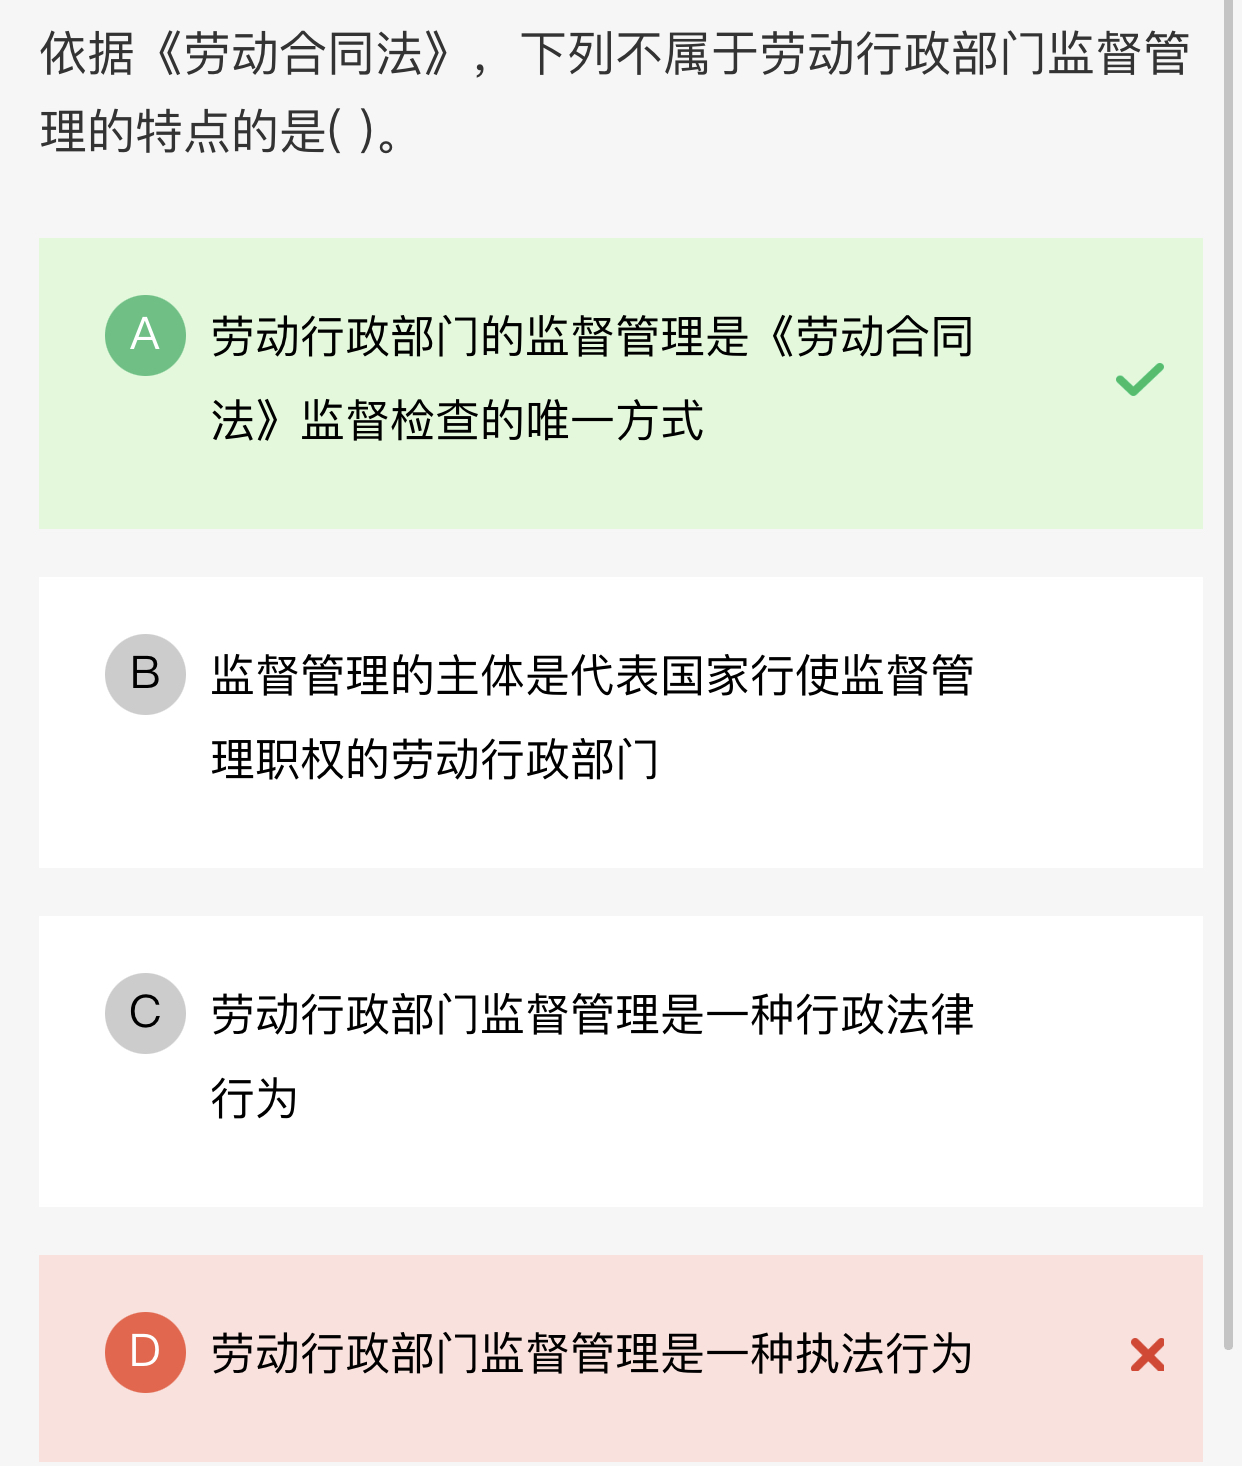 依据《劳动合同法》，下列不属于劳动行政部门监督管
理的特点的是( )。
A 劳动行政部门的监督管理是《劳动合同
法》监督检查的唯一方式
B 监督管理的主体是代表国家行使监督管
理职权的劳动行政部门
C 劳动行政部门监督管理是一种行政法律
行为
D 劳动行政部门监督管理是一种执法行为